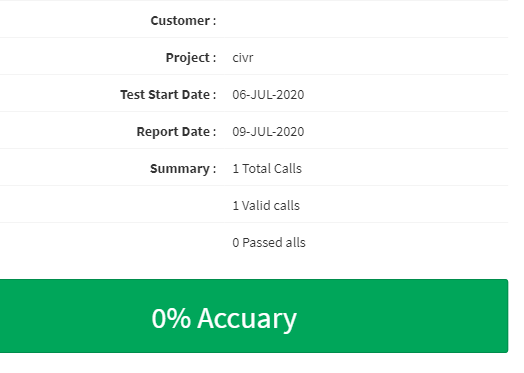 Customer :
Project : civr
Test Start Date : 06-JUL-2020
Report Date : 09-JUL-2020
Summary : 1 Total Calls
1 Valid calls
0 Passed alls
0% Accuary